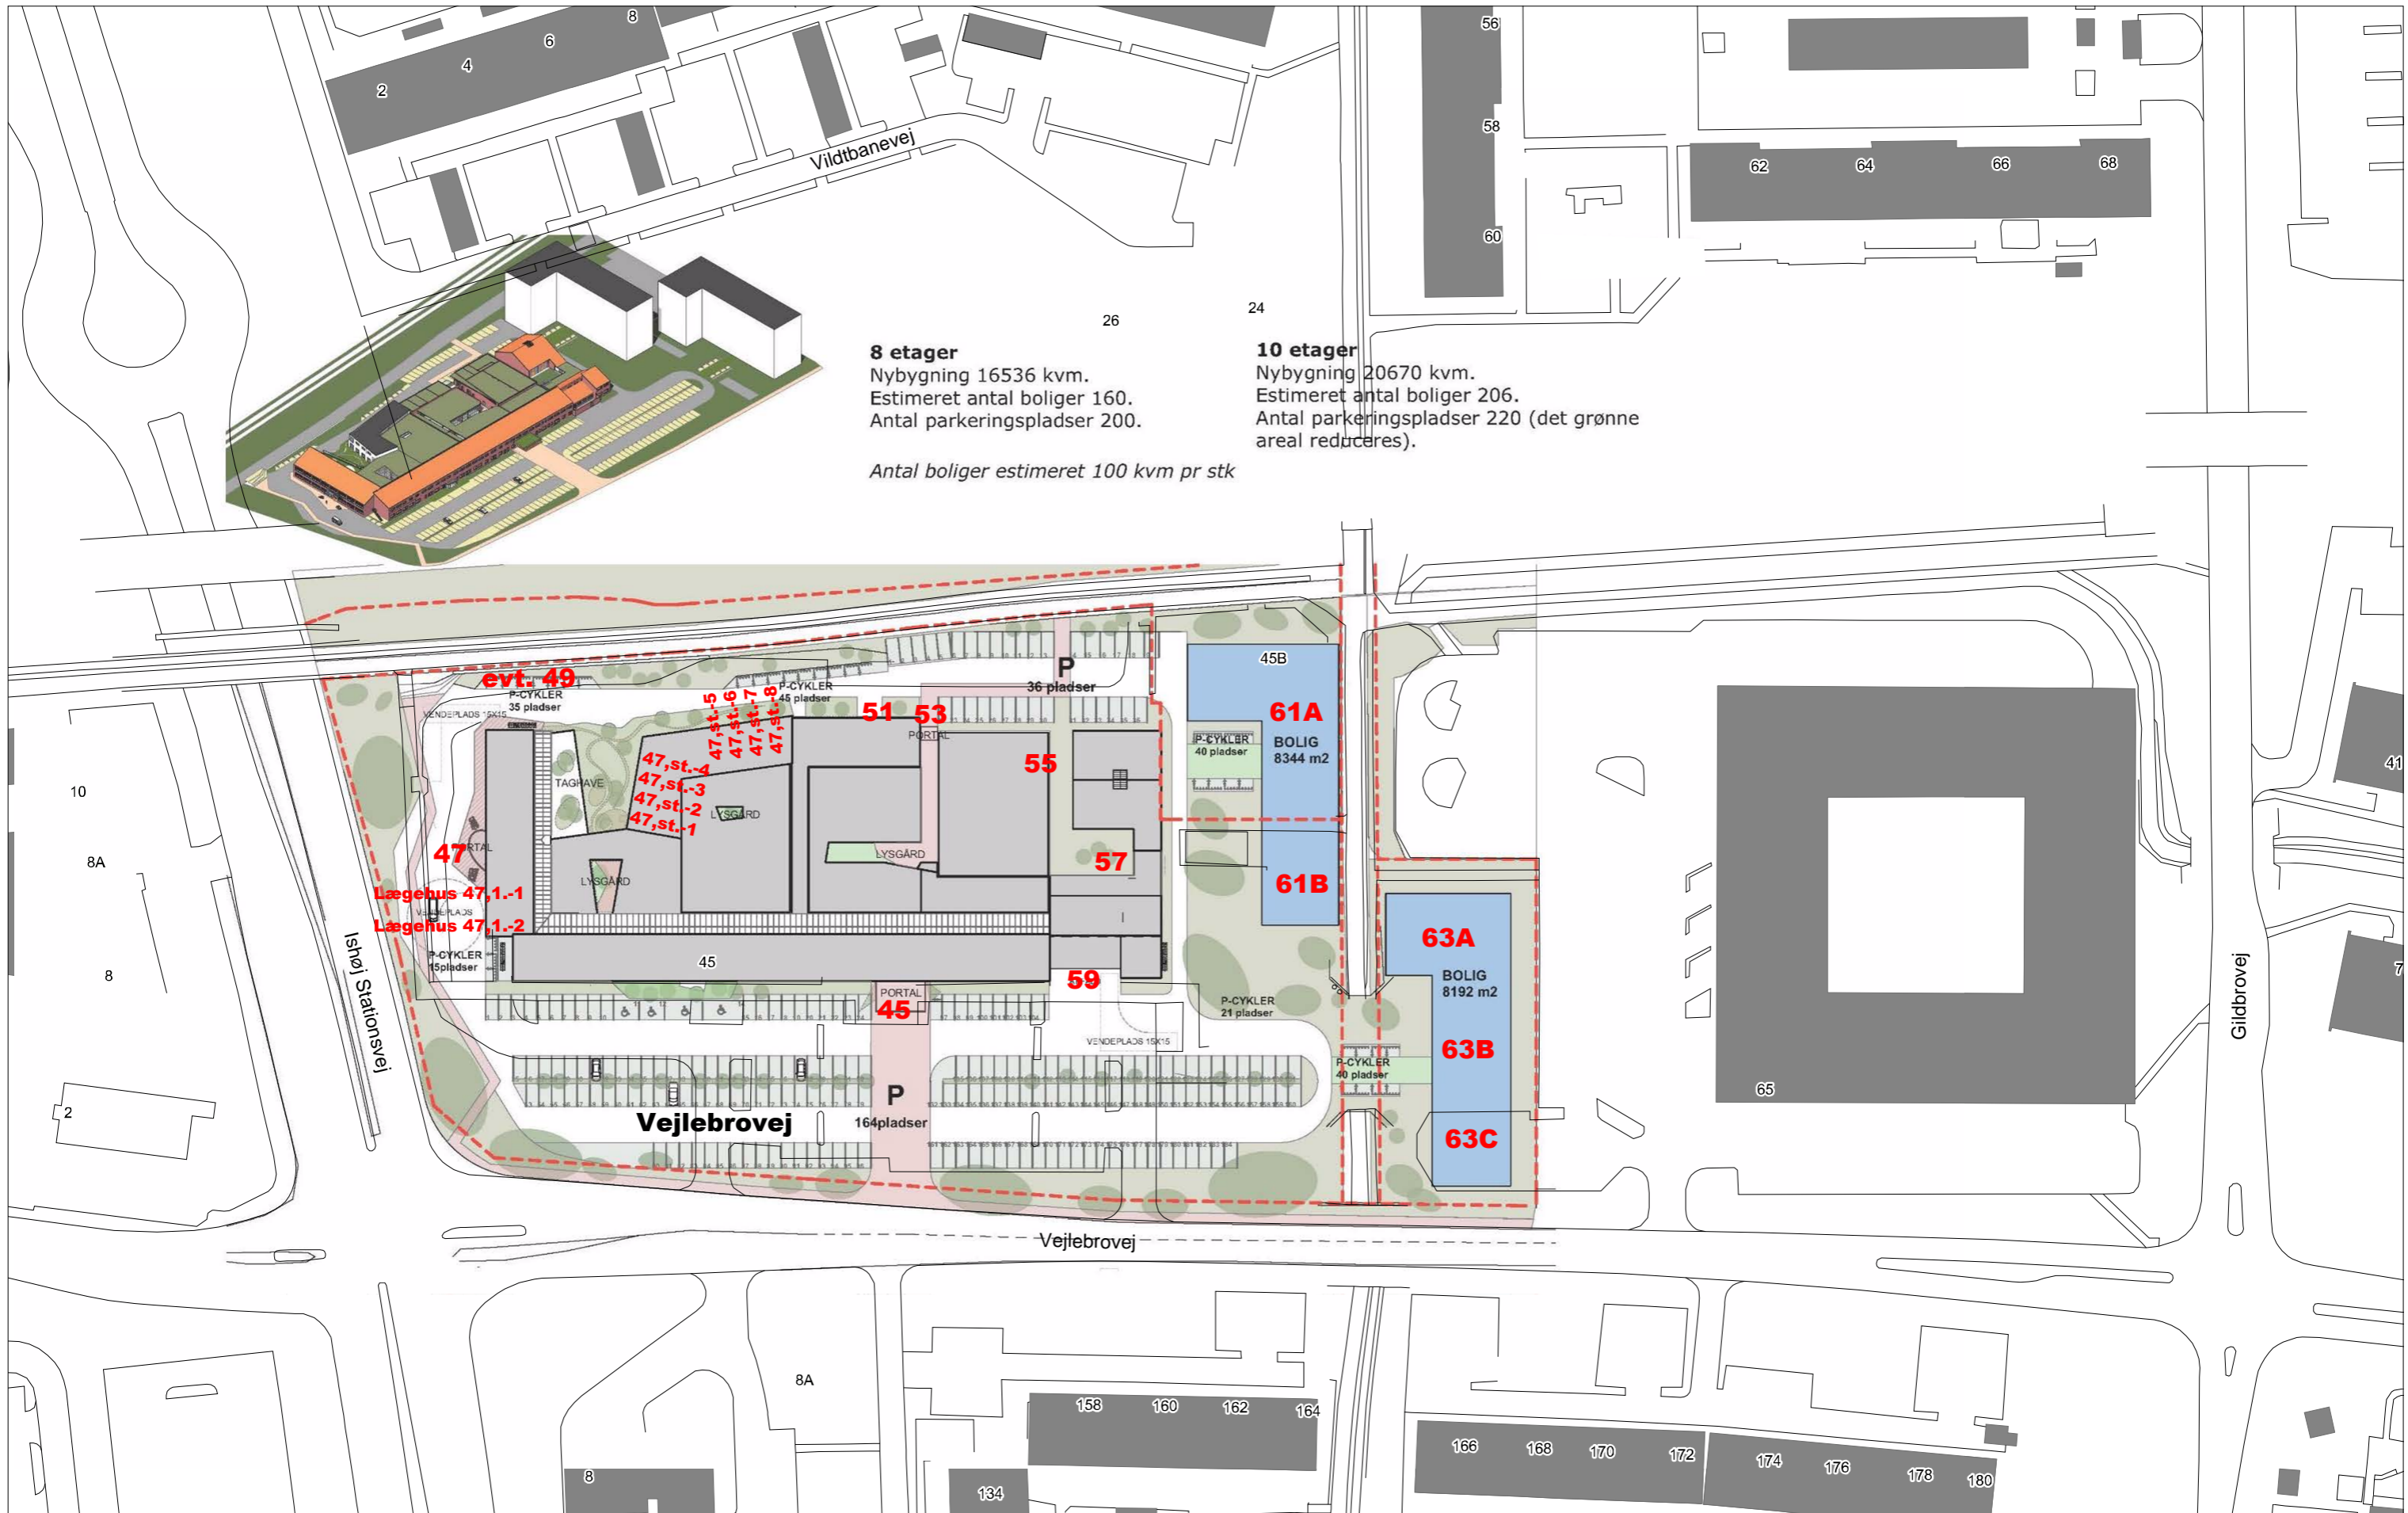 8
6
4
2
56
58
60
62
64
66
68
Vildtbanevej
26
24
8 etager
Nybygning 16536 kvm.
Estimeret antal boliger 160.
Antal parkeringspladser 200.
Antal boliger estimeret 100 kvm pr stk
10 etager
Nybygning 20670 kvm.
Estimeret antal boliger 206.
Antal parkeringspladser 220 (det grønne
areal reduceres).
evt. 49
P-CYKLER
35 pladser
VENDEPLADS 15X15
P-CYKLER
45 pladser
47,st.-5
47,st.-6
47,st.-7
47,st.-8
51
53
PORTAL
P
36 pladser
45B
61A
BOLIG
8344 m2
P-CYKLER
40 pladser
55
47,st.-4
47,st.-3
47,st.-2
47,st.-1
TAGHAVE
LYSGÅRD
LYSGÅRD
LYSGÅRD
57
61B
47
PORTAL
Lægehus 47,1.-1
VENDEPLADS
Lægehus 47,1.-2
P-CYKLER
15pladser
45
59
PORTAL
45
63A
BOLIG
8192 m2
P-CYKLER
21 pladser
VENDEPLADS 15X15
63B
P-CYKLER
40 pladser
63C
P
164pladser
Vejlebrovej
Ishøj Stationsvej
Gildbrovej
Vejlebrovej
10
8A
8
2
65
41
7
8A
8
134
158
160
162
164
166
168
170
172
174
176
178
180